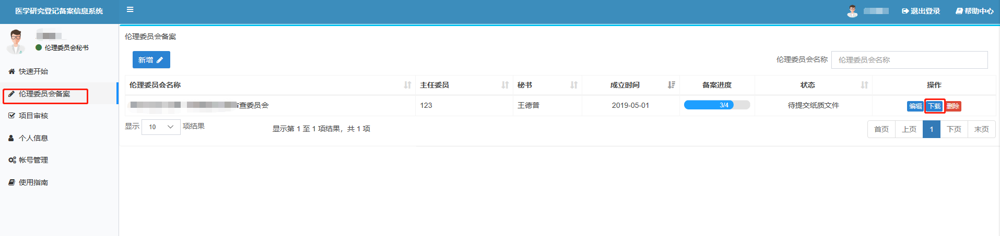 医学研究登记备案信息系统
退出登录 帮助中心
伦理委员会秘书
快速开始
伦理委员会备案
项目审核
个人信息
帐号管理
使用指南
伦理委员会备案
新增
伦理委员会名称 伦理委员会名称
伦理委员会名称 主任委员 秘书 成立时间 备案进度 状态 操作
审查委员会 123 王德普 2019-05-01 3/4 待提交纸质文件 编辑 下载 删除
显示 10 项结果 显示第 1 至 1 项结果，共 1 项 首页 上页 1 下页 末页